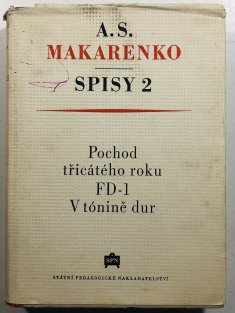 A. S.
MAKARENKO
SPISY 2
Pochod
třicátého roku
FD-1
V tónině dur
SPN
STÁTNÍ PEDAGOGICKÉ NAKLADATELSTVÍ